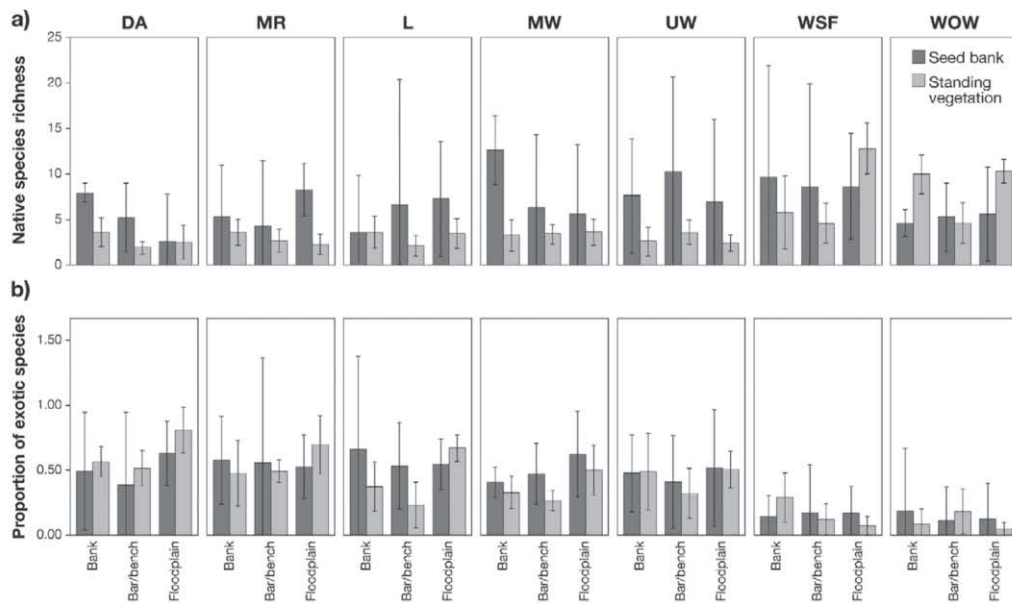 a)
DA MR L MW UW WSF WOW
Native species richness
25
20
15
10
5
0
Seed bank
Standing
vegetation
b)
Proportion of exotic species
1.50
1.00
0.50
0.00
Bank Bar/bench Floodplain Bank Bar/bench Floodplain Bank Bar/bench Floodplain Bank Bar/bench Floodplain Bank Bar/bench Floodplain Bank Bar/bench Floodplain Bank Bar/bench Floodplain